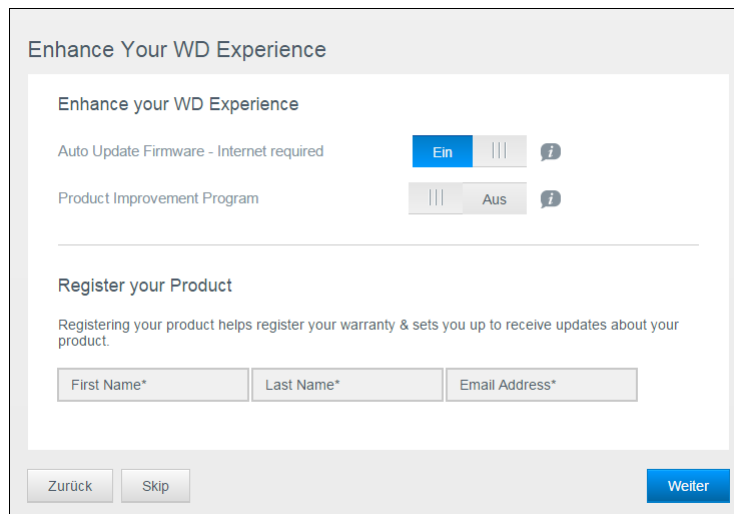 Enhance Your WD Experience
Enhance your WD Experience
Auto Update Firmware - Internet required
Ein
Product Improvement Program
Aus
Register your Product
Registering your product helps register your warranty & sets you up to receive updates about your
product.
First Name*
Last Name*
Email Address*
Zurück
Skip
Weiter